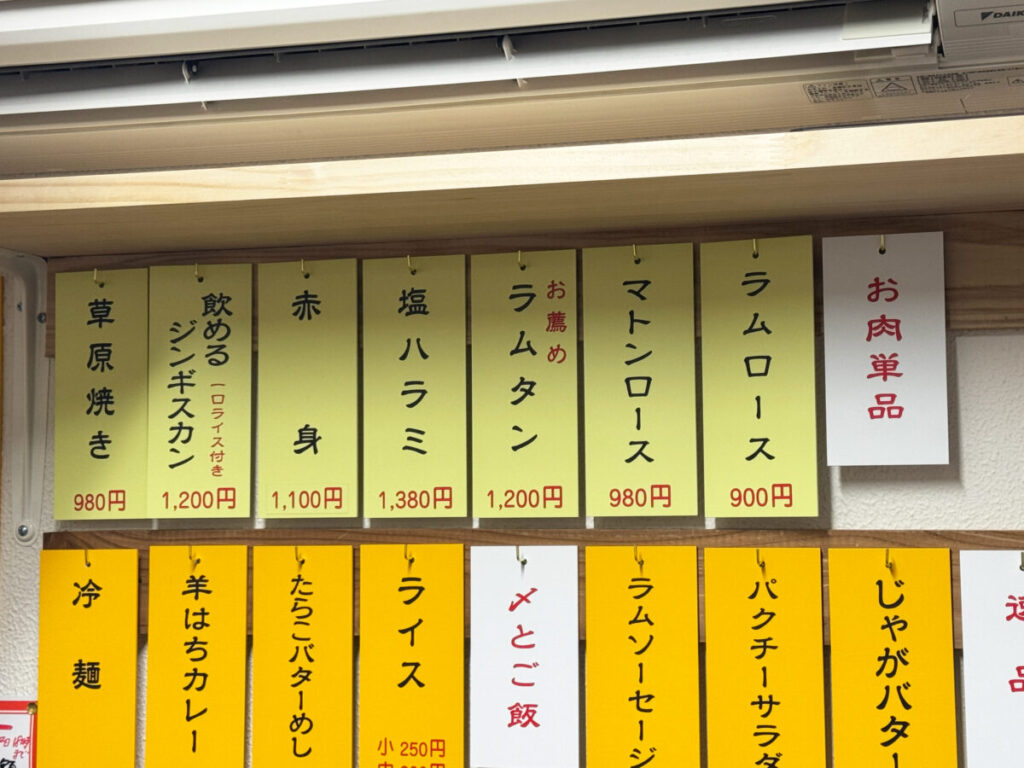 DAIKIN
お肉単品
ラムロース
900円
マトンロース
980円
お薦め
ラムタン
1,200円
塩ハラミ
1,380円
赤身
1,100円
飲める
ジンギスカン
一口ライス付き
1,200円
草原焼き
980円
じゃがバター
パクチーサラダ
ラムソーセージ
〆とご飯
ライス
小 250円
たらこバターめし
羊はちカレー
冷麺